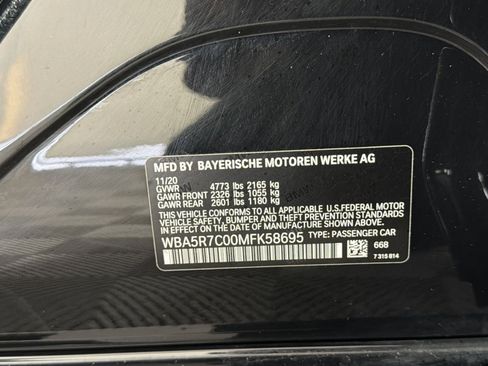 MFD BY BAYERISCHE MOTOREN WERKE AG
11/20
GVWR 4773 lbs 2165 kg
GAWR FRONT 2326 lbs 1055 kg
GAWR REAR 2601 lbs 1180 kg
THIS VEHICLE CONFORMS TO ALL APPLICABLE U.S.FEDERAL MOTOR
VEHICLE SAFETY, BUMPER, AND THEFT PREVENTION STANDARDS
IN EFFECT ON THE DATE OF MANUFACTURE SHOWN ABOVE.
WBA5R7C00MFK58695 TYPE: PASSENGER CAR
668
7 315 814